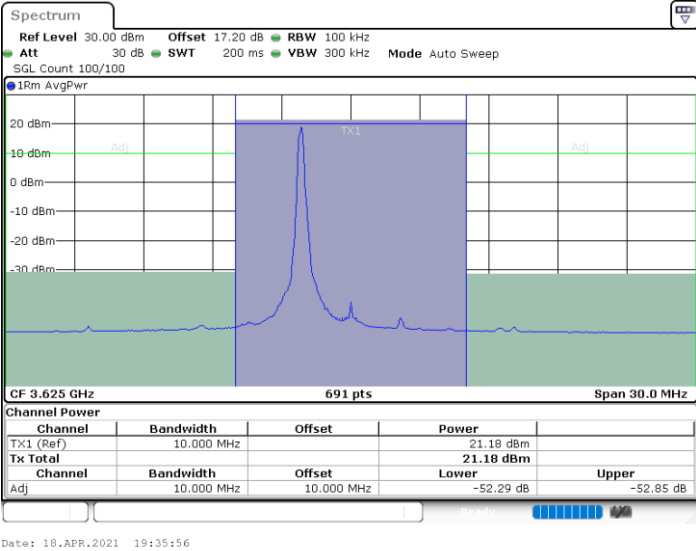 Spectrum
Ref Level 30.00 dBm Offset 17.20 dB RBW 100 kHz
Att 30 dB SWT 200 ms VBW 300 kHz Mode Auto Sweep
SGL Count 100/100
1Rm AvgPwr
20 dBm
TX1
Adj
Adj
10 dBm
0 dBm
-10 dBm
-20 dBm
-30 dBm
CF 3.625 GHz 691 pts Span 30.0 MHz
Channel Power
Channel Bandwidth Offset Power
TX1 (Ref) 10.000 MHz 21.18 dBm
Tx Total 21.18 dBm
Channel Bandwidth Offset Lower Upper
Adj 10.000 MHz 10.000 MHz -52.29 dB -52.85 dB
Ready
Date: 18.APR.2021 19:35:56